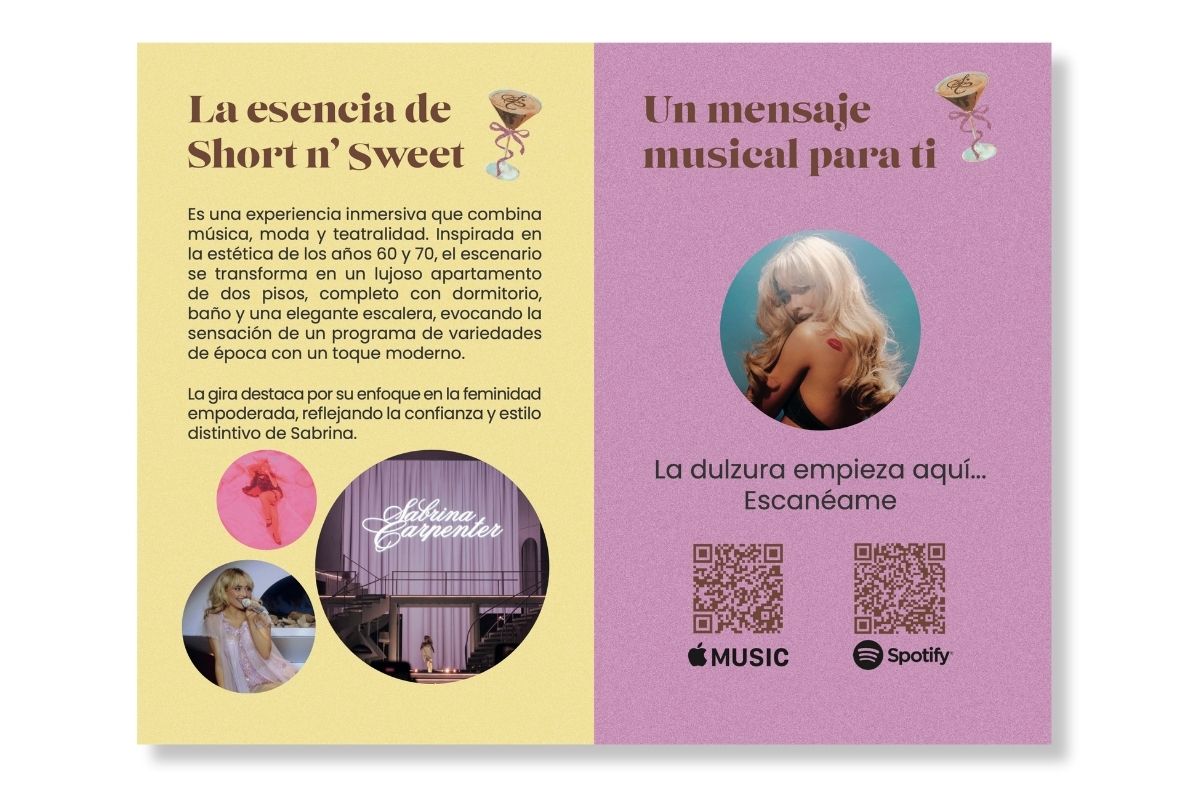 La esencia de
Short n’ Sweet
Es una experiencia inmersiva que combina
música, moda y teatralidad. Inspirada en
la estética de los años 60 y 70, el escenario
se transforma en un lujoso apartamento
de dos pisos, completo con dormitorio,
baño y una elegante escalera, evocando la
sensación de un programa de variedades
de época con un toque moderno.
La gira destaca por su enfoque en la feminidad
empoderada, reflejando la confianza y estilo
distintivo de Sabrina.
Sabrina
Carpenter
Un mensaje
musical para ti
La dulzura empieza aquí...
Escanéame
MUSIC
Spotify